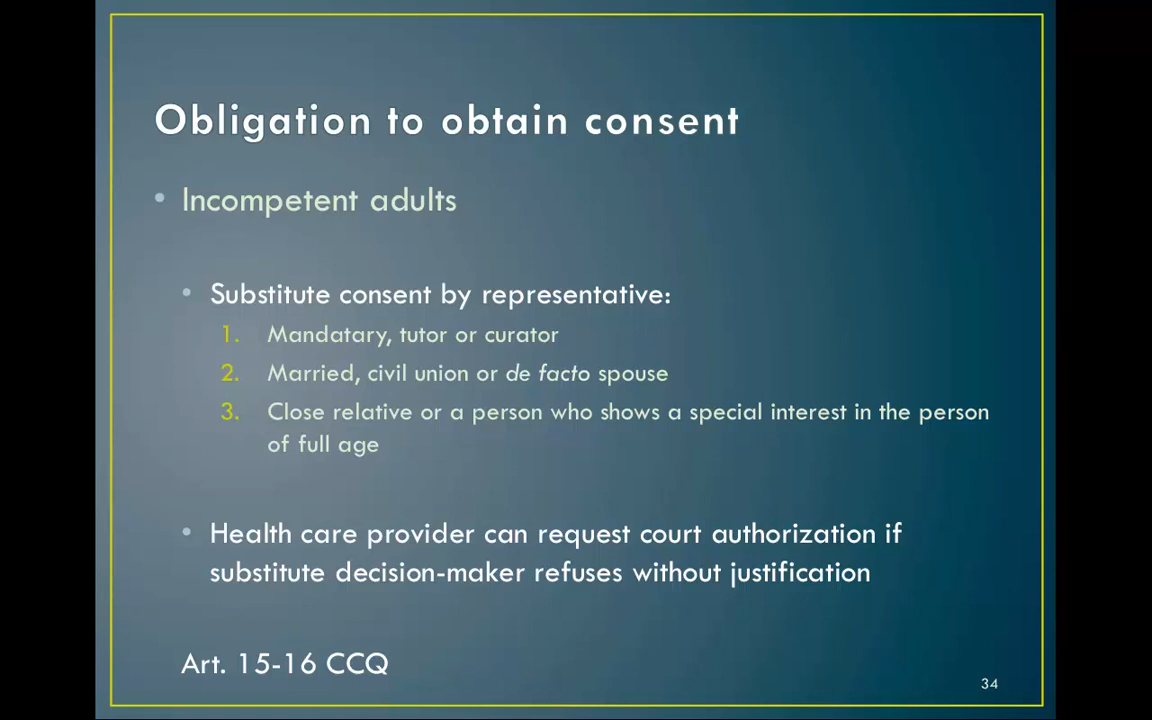 Obligation to obtain consent
• Incompetent adults
• Substitute consent by representative:
1. Mandatary, tutor or curator
2. Married, civil union or de facto spouse
3. Close relative or a person who shows a special interest in the person
of full age
• Health care provider can request court authorization if
substitute decision-maker refuses without justification
Art. 15-16 CCQ
34